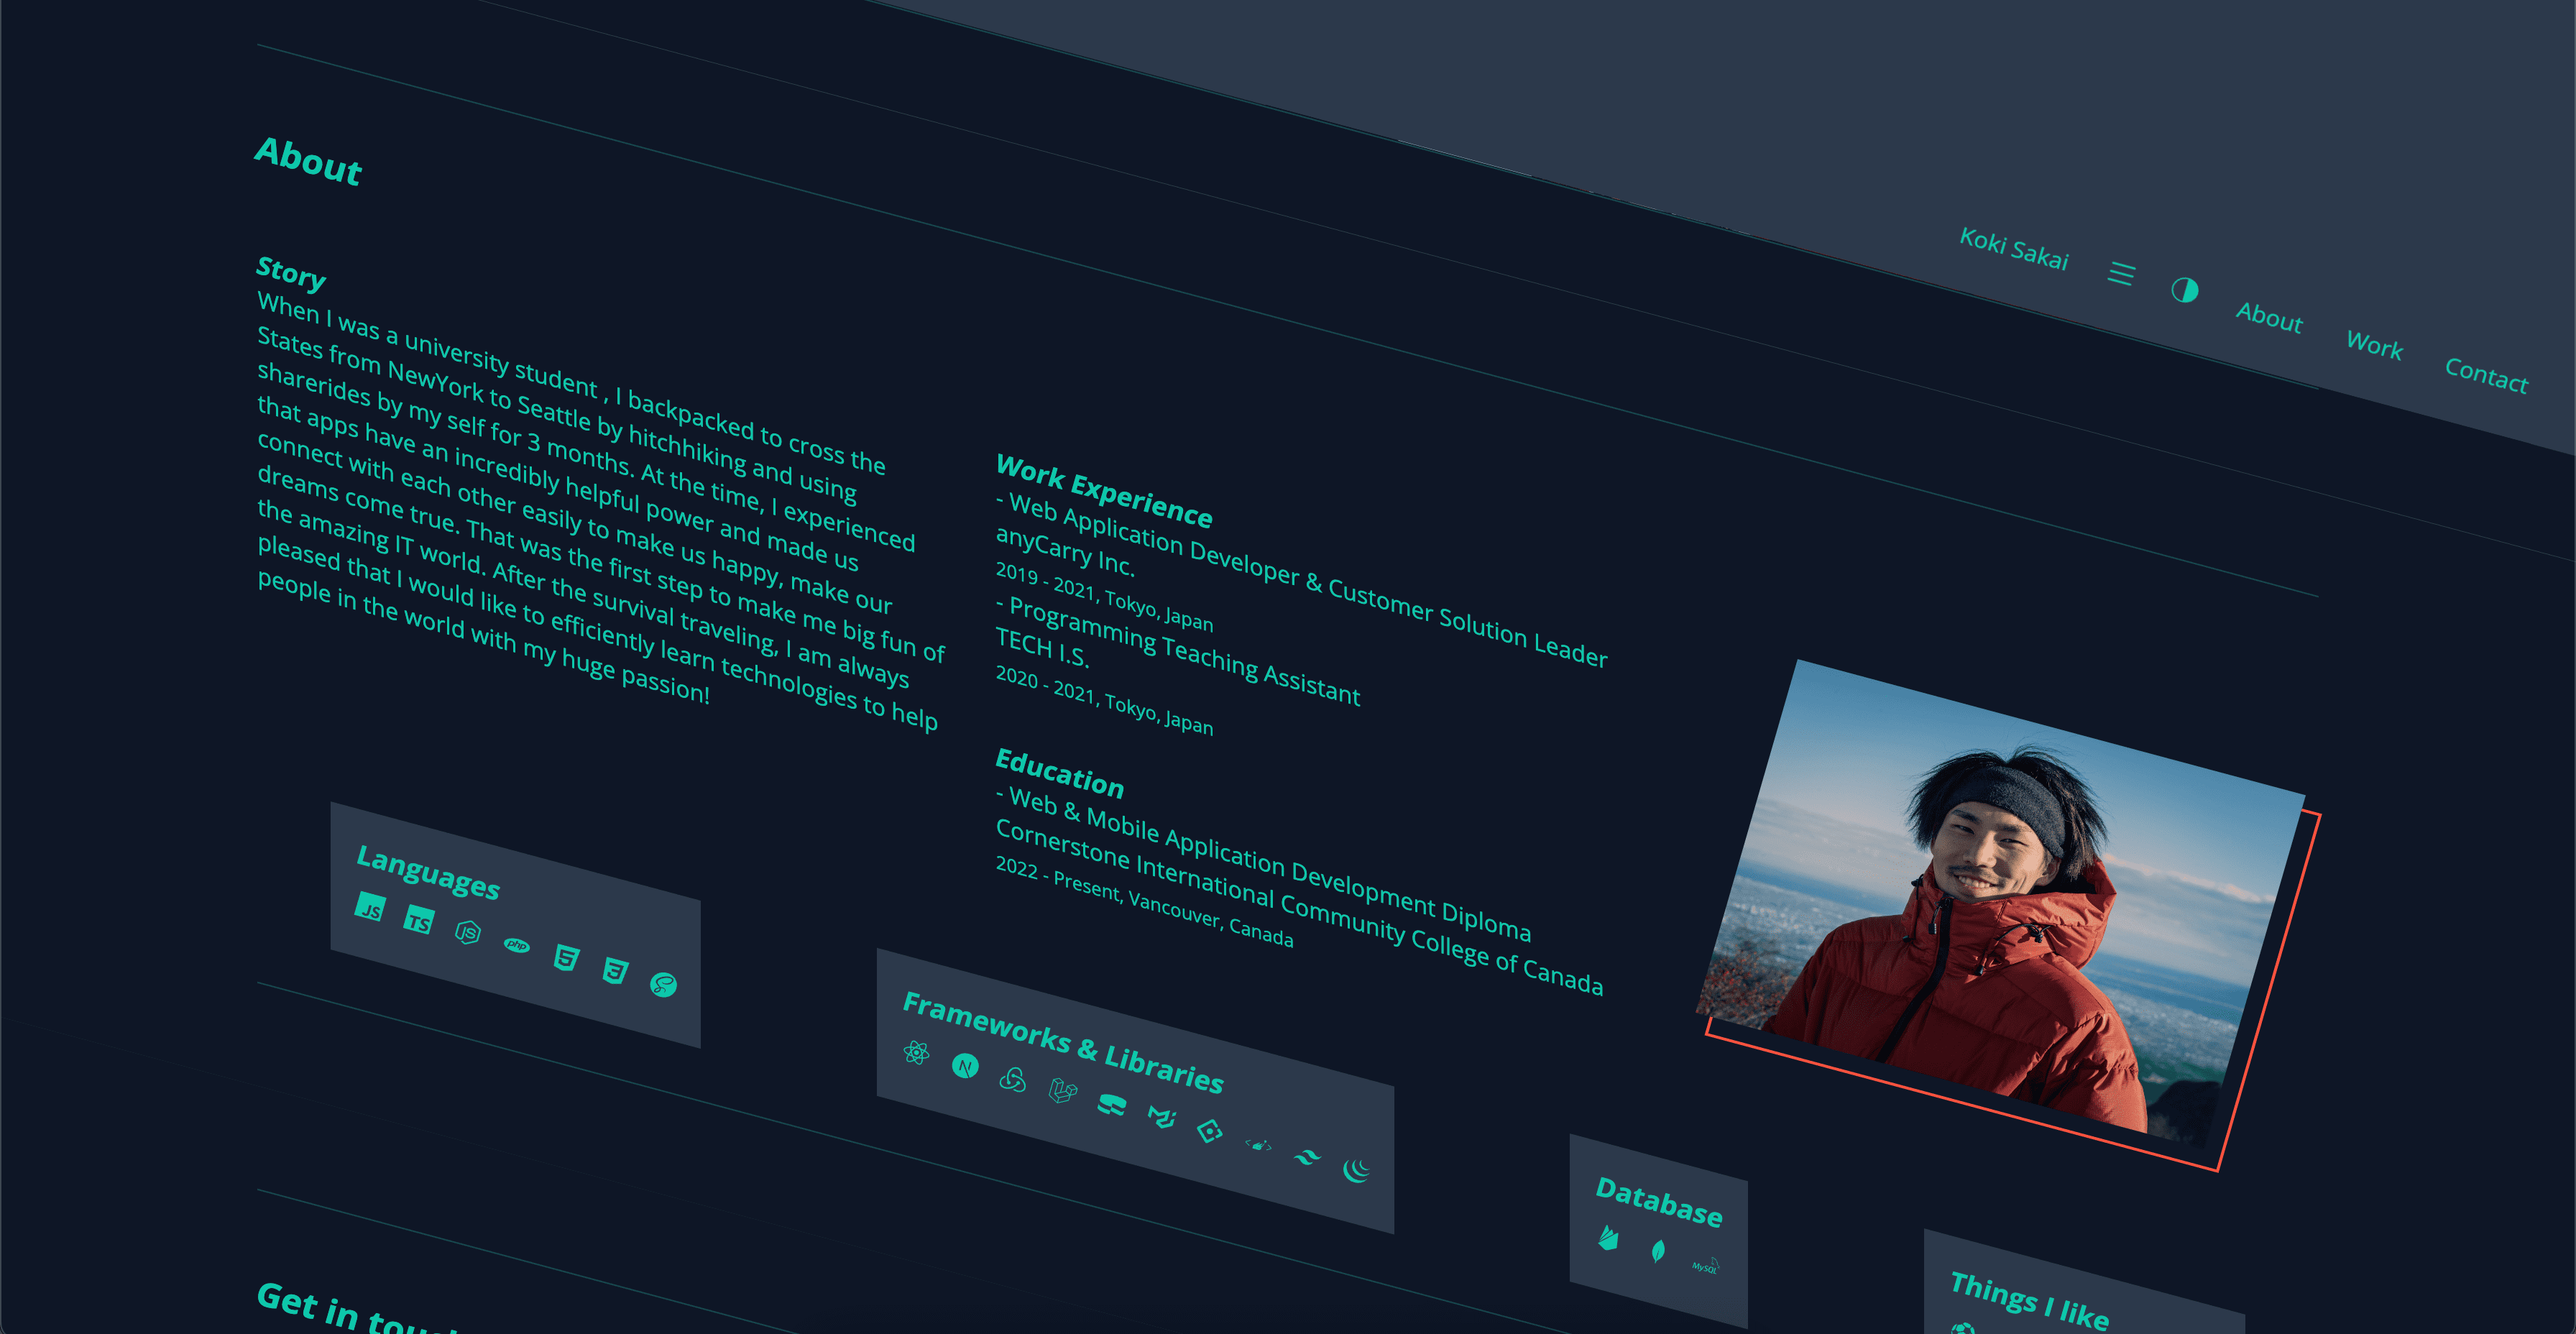 Koki Sakai
About
Work
Contact
About
Story
When I was a university student , I backpacked to cross the
States from NewYork to Seattle by hitchhiking and using
sharerides by my self for 3 months. At the time, I experienced
that apps have an incredibly helpful power and made us
connect with each other easily to make us happy, make our
dreams come true. That was the first step to make me big fun of
the amazing IT world. After the survival traveling, I am always
pleased that I would like to efficiently learn technologies to help
people in the world with my huge passion!
Work Experience
- Web Application Developer & Customer Solution Leader
anyCarry Inc.
2019 - 2021, Tokyo, Japan
- Programming Teaching Assistant
TECH I.S.
2020 - 2021, Tokyo, Japan
Education
- Web & Mobile Application Development Diploma
Cornerstone International Community College of Canada
2022 - Present, Vancouver, Canada
Languages
JS TS JS php 5 3
Frameworks & Libraries
N
Database
MySQL
Things I like
Get in touch